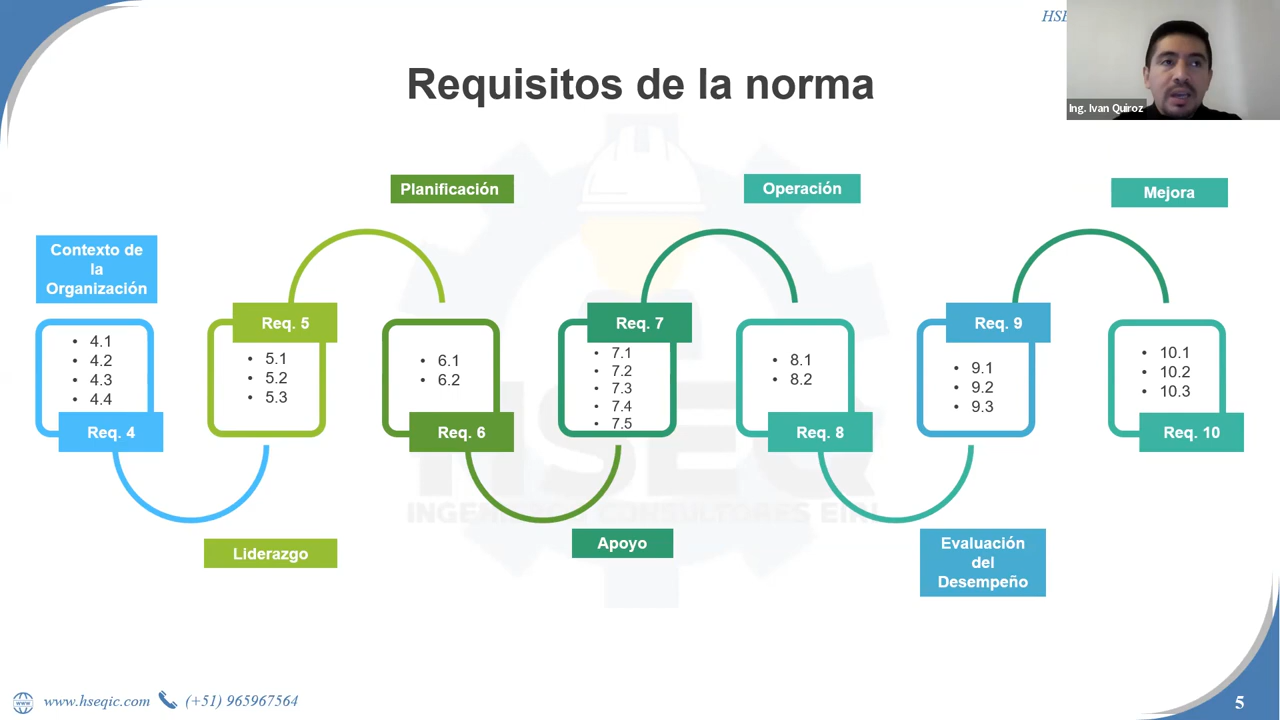 HSE
Ing. Ivan Quiroz
Requisitos de la norma
Planificación
Operación
Mejora
Contexto de
la
Organización
Req. 5
Req. 7
Req. 9
• 4.1
• 4.2
• 4.3
• 4.4
Req. 4
• 5.1
• 5.2
• 5.3
• 6.1
• 6.2
Req. 6
• 7.1
• 7.2
• 7.3
• 7.4
• 7.5
• 8.1
• 8.2
Req. 8
• 9.1
• 9.2
• 9.3
• 10.1
• 10.2
• 10.3
Req. 10
HSEQ
INGENIEROS CONSULTORES EIRL
Liderazgo
Apoyo
Evaluación
del
Desempeño
www.hseqic.com
(+51) 965967564
5